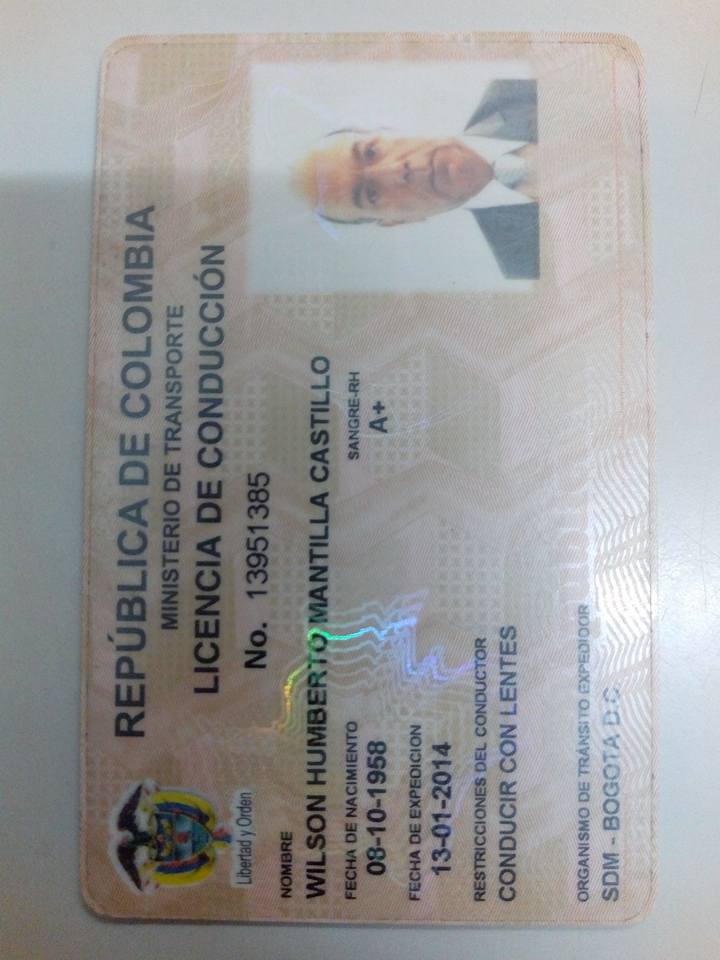 REPÚBLICA DE COLOMBIA
MINISTERIO DE TRANSPORTE
LICENCIA DE CONDUCCIÓN
No. 13951385
Libertad y Orden
NOMBRE
WILSON HUMBERTO MANTILLA CASTILLO
FECHA DE NACIMIENTO SANGRE-RH
08-10-1958 A+
FECHA DE EXPEDICION
13-01-2014
RESTRICCIONES DEL CONDUCTOR
CONDUCIR CON LENTES
ORGANISMO DE TRÁNSITO EXPEDIDOR
SDM - BOGOTA D.C.